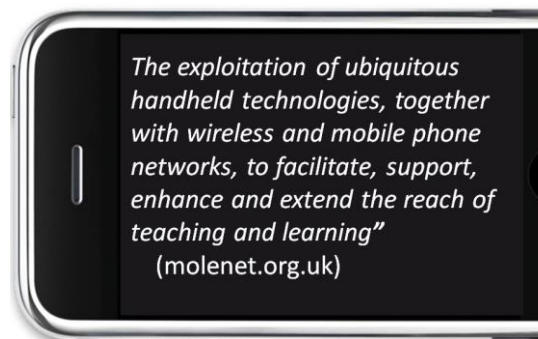 The exploitation of ubiquitous
handheld technologies, together
with wireless and mobile phone
networks, to facilitate, support,
enhance and extend the reach of
teaching and learning”
(molenet.org.uk)